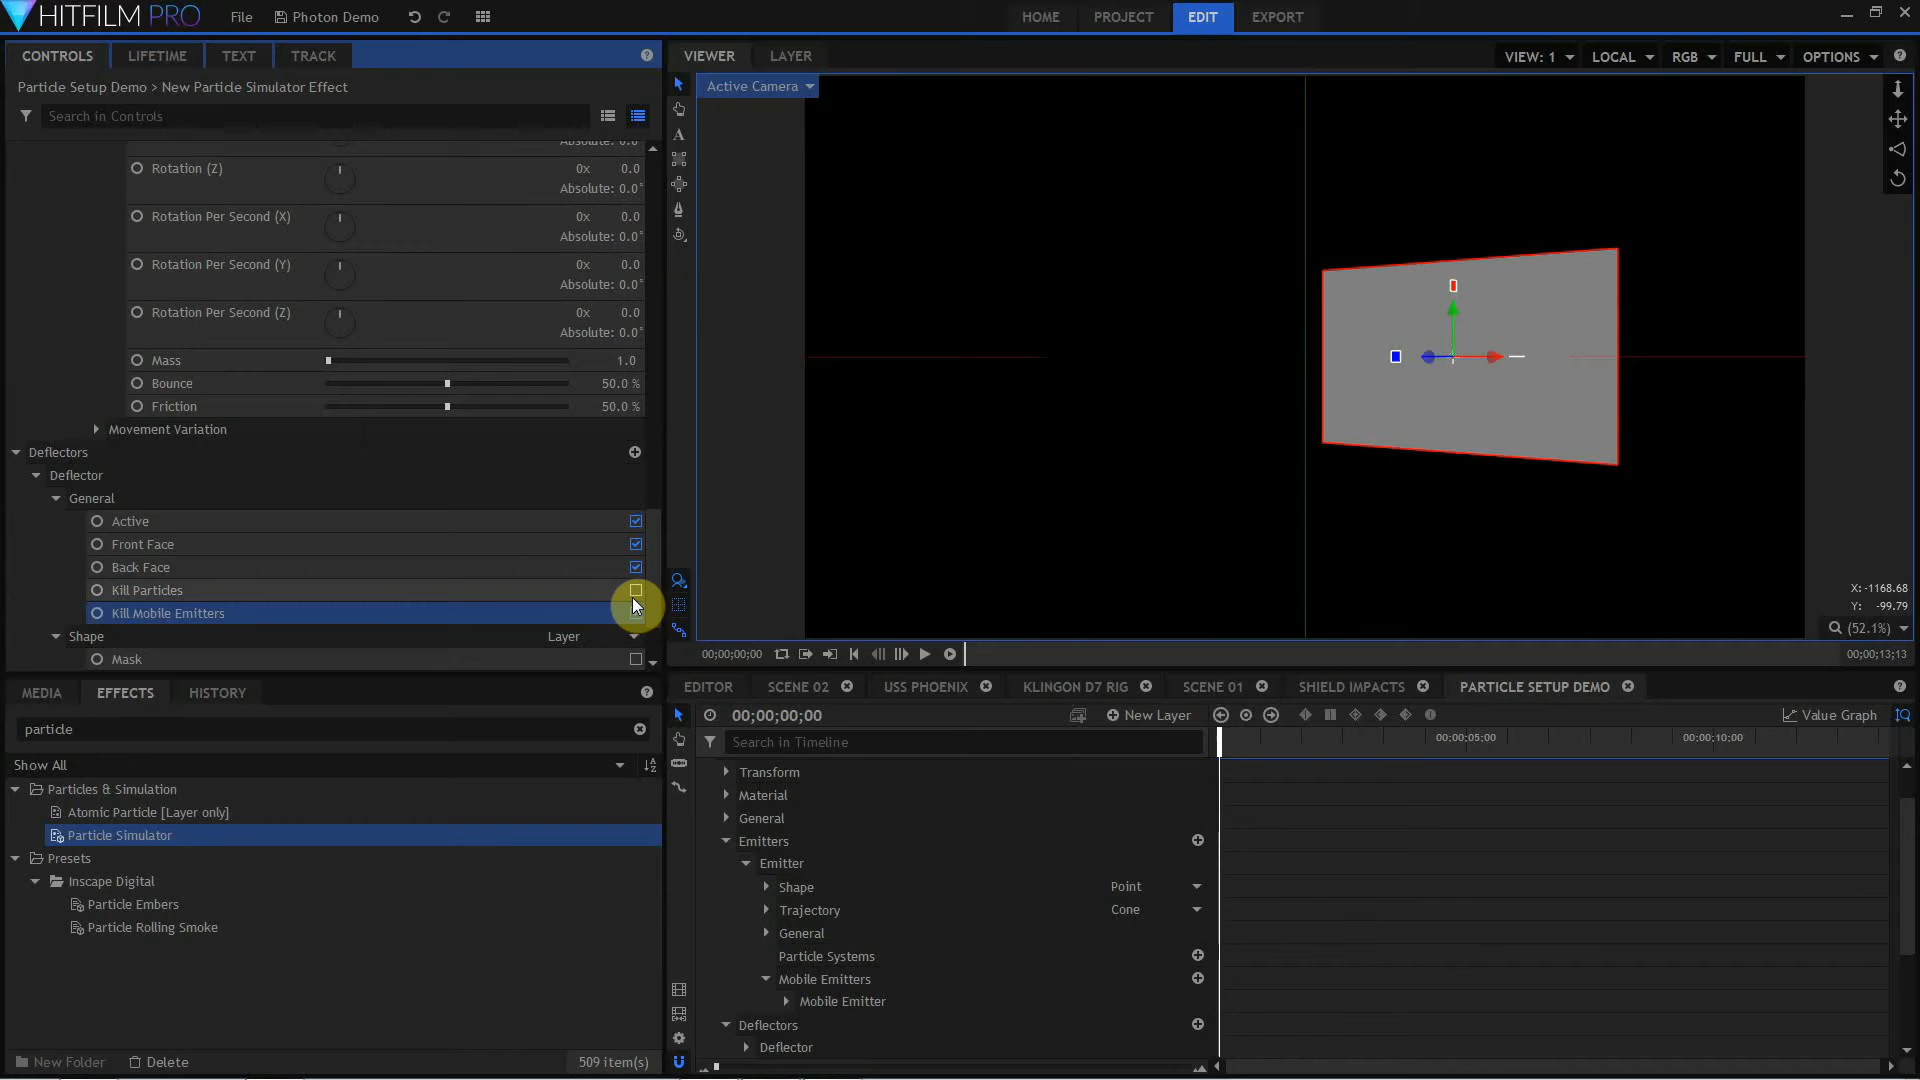 HITFILM PRO
File
Photon Demo
HOME
PROJECT
EDIT
EXPORT
CONTROLS
LIFETIME
TEXT
TRACK
VIEWER
LAYER
VIEW: 1
LOCAL
RGB
FULL
OPTIONS
Particle Setup Demo > New Particle Simulator Effect
Active Camera
Search in Controls
Absolute: 0.0°
Rotation (Z) 0x 0.0
Absolute: 0.0°
Rotation Per Second (X) 0x 0.0
Absolute: 0.0°
Rotation Per Second (Y) 0x 0.0
Absolute: 0.0°
Rotation Per Second (Z) 0x 0.0
Absolute: 0.0°
Mass 1.0
Bounce 50.0 %
Friction 50.0 %
Movement Variation
Deflectors
Deflector
General
Active
Front Face
Back Face
Kill Particles
Kill Mobile Emitters
Shape Layer
Mask
X: -1168.68
Y: -99.79
(52.1%)
00;00;00;00
00;00;13;13
MEDIA
EFFECTS
HISTORY
particle
Show All
Particles & Simulation
Atomic Particle [Layer only]
Particle Simulator
Presets
Inscape Digital
Particle Embers
Particle Rolling Smoke
New Folder
Delete
509 item(s)
EDITOR
SCENE 02
USS PHOENIX
KLINGON D7 RIG
SCENE 01
SHIELD IMPACTS
PARTICLE SETUP DEMO
00;00;00;00
New Layer
Value Graph
Search in Timeline
00;00;05;00
00;00;10;00
Transform
Material
General
Emitters
Emitter
Shape Point
Trajectory Cone
General
Particle Systems
Mobile Emitters
Mobile Emitter
Deflectors
Deflector